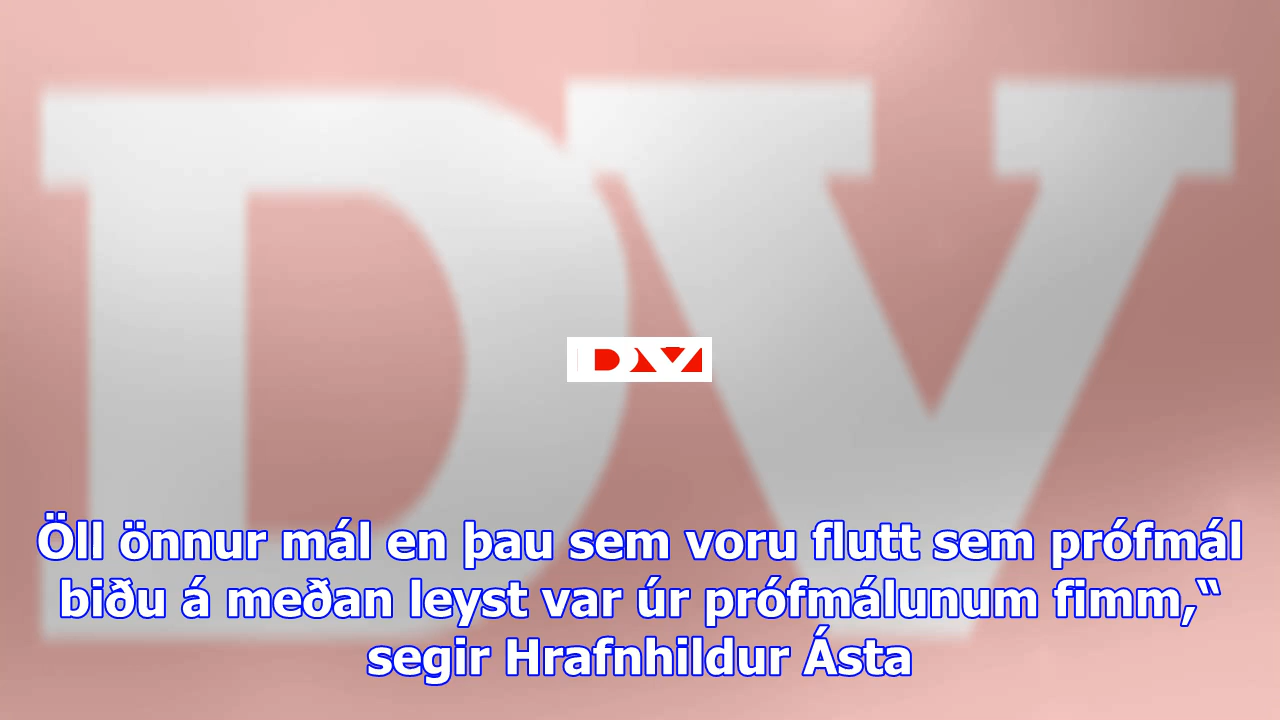 DV
DV
Öll önnur mál en þau sem voru flutt sem prófmál
biðu á meðan leyst var úr prófmálunum fimm,“
segir Hrafnhildur Ásta